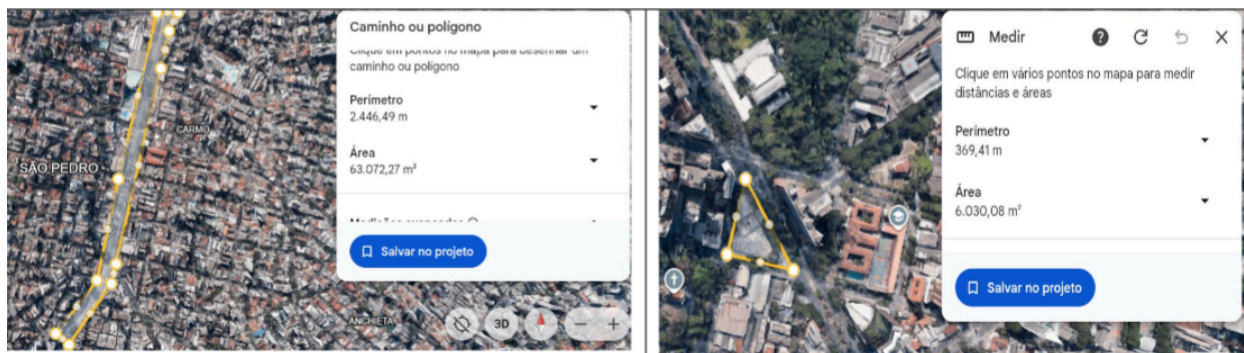 Caminho ou polígono
Clique em pontos no mapa para desenhar um
caminho ou polígono
Perímetro
2.446,49 m
Área
63.072,27 m²
Salvar no projeto
CARMO
SÃO PEDRO
ANCHIETA
3D
Medir
Clique em vários pontos no mapa para medir
distâncias e áreas
Perímetro
369,41 m
Área
6.030,08 m²
Salvar no projeto